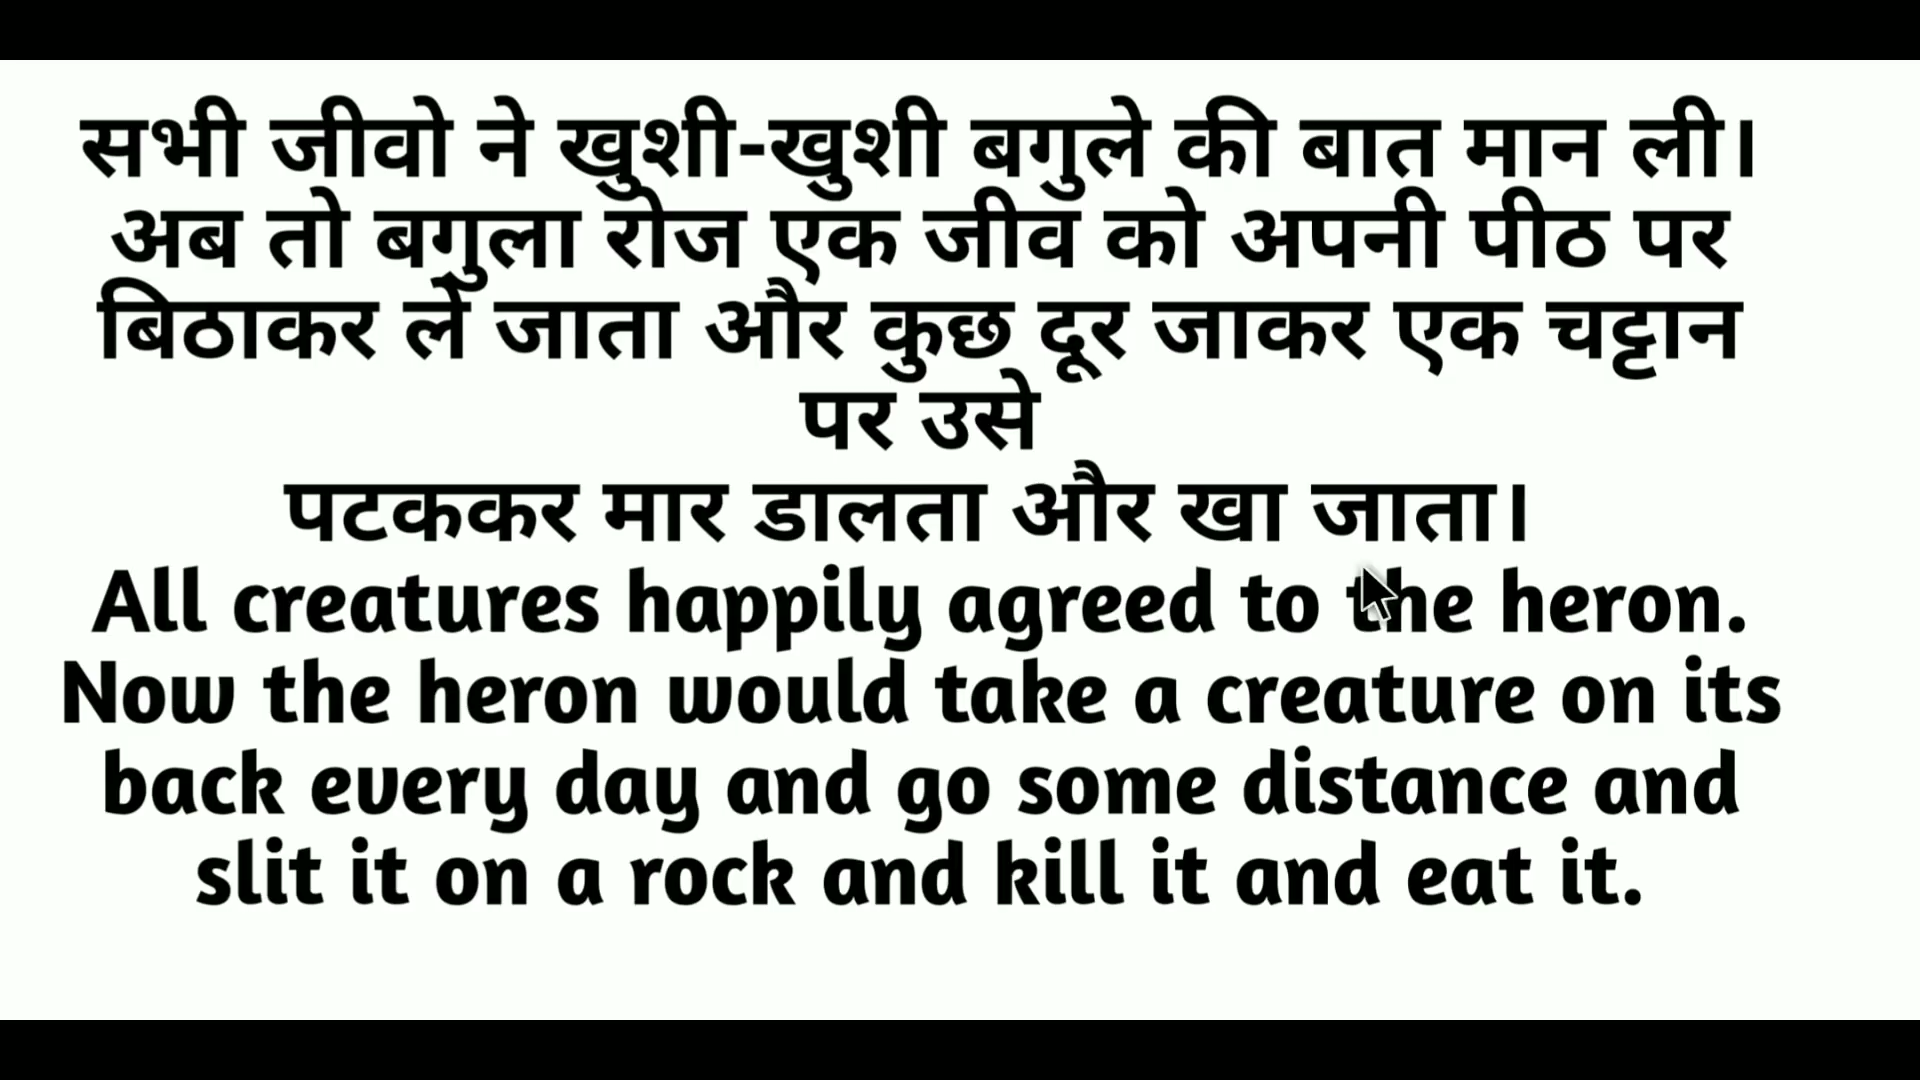 सभी जीवो ने खुशी-खुशी बगुले की बात मान ली।
अब तो बगुला रोज एक जीव को अपनी पीठ पर
बिठाकर ले जाता और कुछ दूर जाकर एक चट्टान
पर उसे
पटककर मार डालता और खा जाता।
All creatures happily agreed to the heron.
Now the heron would take a creature on its
back every day and go some distance and
slit it on a rock and kill it and eat it.